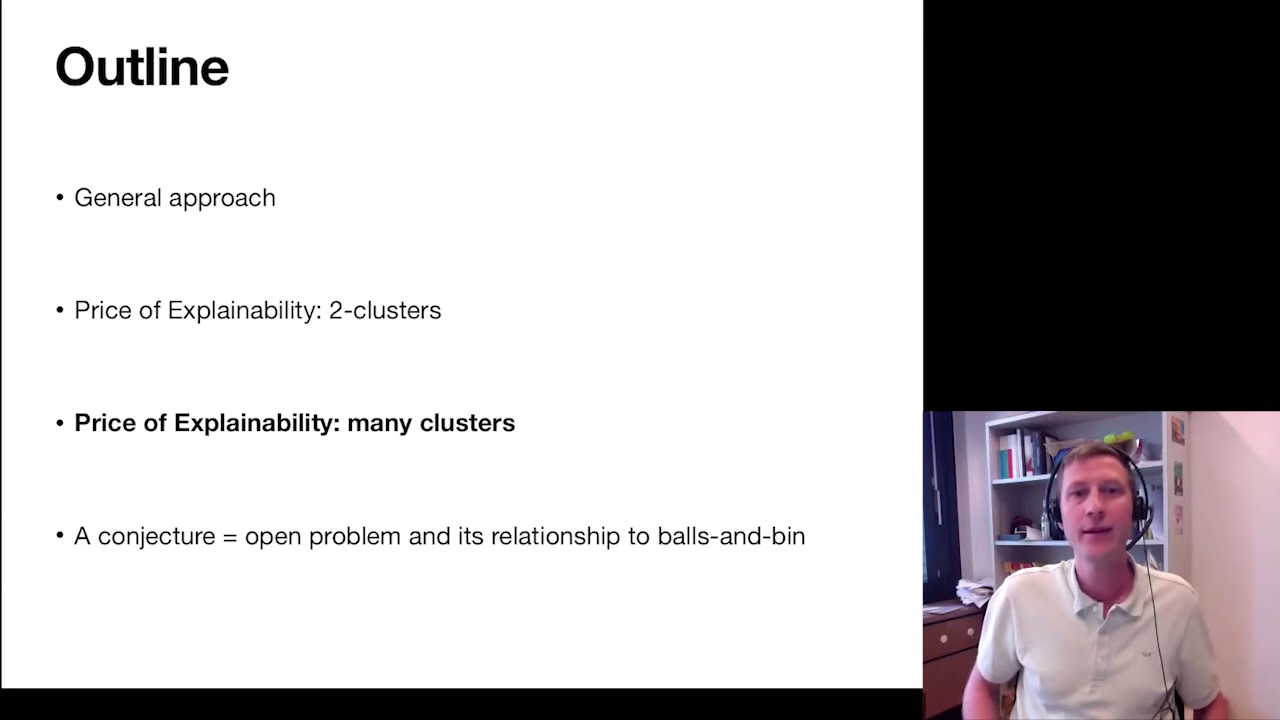 Outline
• General approach
• Price of Explainability: 2-clusters
• Price of Explainability: many clusters
• A conjecture = open problem and its relationship to balls-and-bin